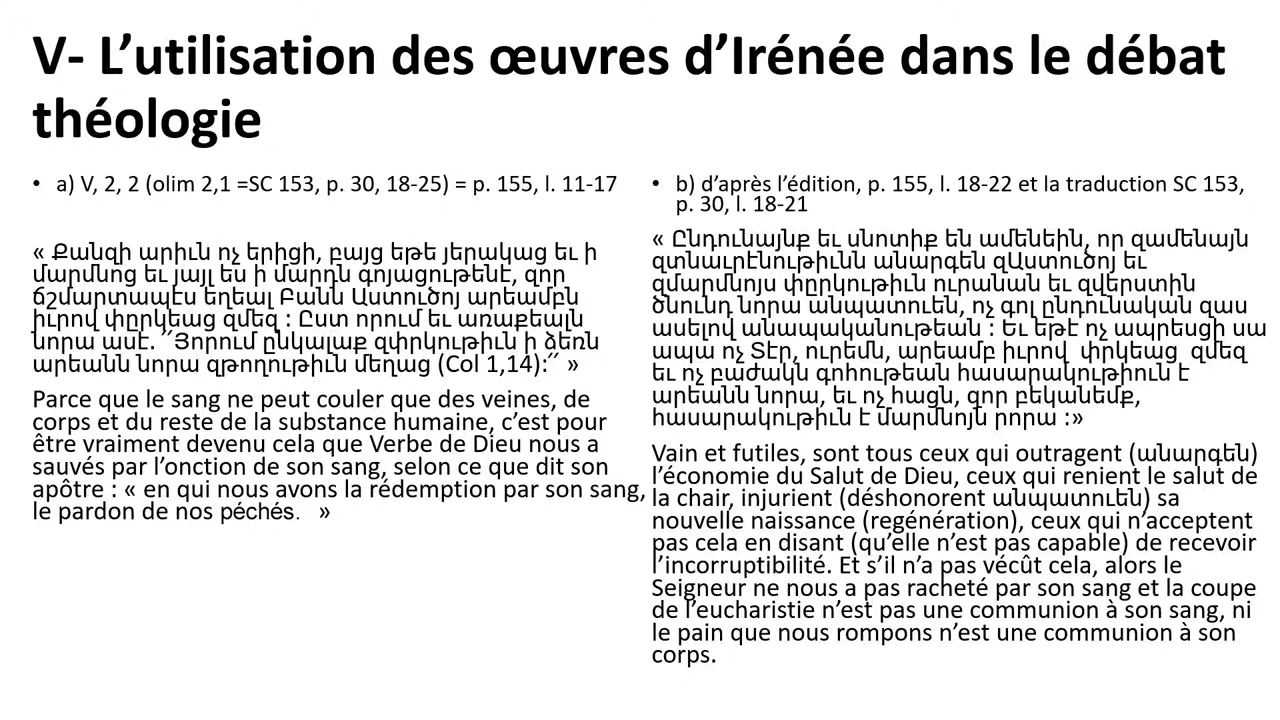 V- L’utilisation des œuvres d’Irénée dans le débat
théologie
• a) V, 2, 2 (olim 2,1 =SC 153, p. 30, 18-25) = p. 155, l. 11-17
« Քանզի արիւն ոչ երիցի, բայց եթե յերակաց եւ ի
մարմնոց եւ յայլ ես ի մարդն գոյացութենէ, զոր
ճշմարտապէս եղեալ Բանն Աստուծոյ արեամբն
իւրով փըրկեաց զմեզ : Ըստ որում եւ առաքեալն
նորա ասէ. ՛՛Յորում ընկալաք զփրկութիւն ի ձեռն
արեանն նորա զթողութիւն մեղաց (Col 1,14):՛՛ »
Parce que le sang ne peut couler que des veines, de
corps et du reste de la substance humaine, c’est pour
être vraiment devenu cela que Verbe de Dieu nous a
sauvés par l’onction de son sang, selon ce que dit son
apôtre : « en qui nous avons la rédemption par son sang,
le pardon de nos péchés. »
• b) d’après l’édition, p. 155, l. 18-22 et la traduction SC 153,
p. 30, l. 18-21
« Ընդունայնք եւ սնոտիք են ամենեին, որ զամենայն
զտնաւրէնութիւնն անարգեն զԱստուծոյ եւ
զմարմնոյս փըրկութիւն ուրանան եւ զվերստին
ծնունդ նորա անպատուեն, ոչ գոլ ընդունական զաս
ասելով անապականութեան : Եւ եթէ ոչ ապրեսցի սա
ապա ոչ Տէր, ուրեմն, արեամբ իւրով փրկեաց զմեզ
եւ ոչ բաժակն գոհութեան հասարակութիուն է
արեանն նորա, եւ ոչ հացն, զոր բեկանեմք,
հասարակութիւն է մարմնոյն րորա :»
Vain et futiles, sont tous ceux qui outragent (անարգեն)
l’économie du Salut de Dieu, ceux qui renient le salut de
la chair, injurient (déshonorent անպատուեն) sa
nouvelle naissance (regénération), ceux qui n’acceptent
pas cela en disant (qu’elle n’est pas capable) de recevoir
l’incorruptibilité. Et s’il n’a pas vécût cela, alors le
Seigneur ne nous a pas racheté par son sang et la coupe
de l’eucharistie n’est pas une communion à son sang, ni
le pain que nous rompons n’est une communion à son
corps.